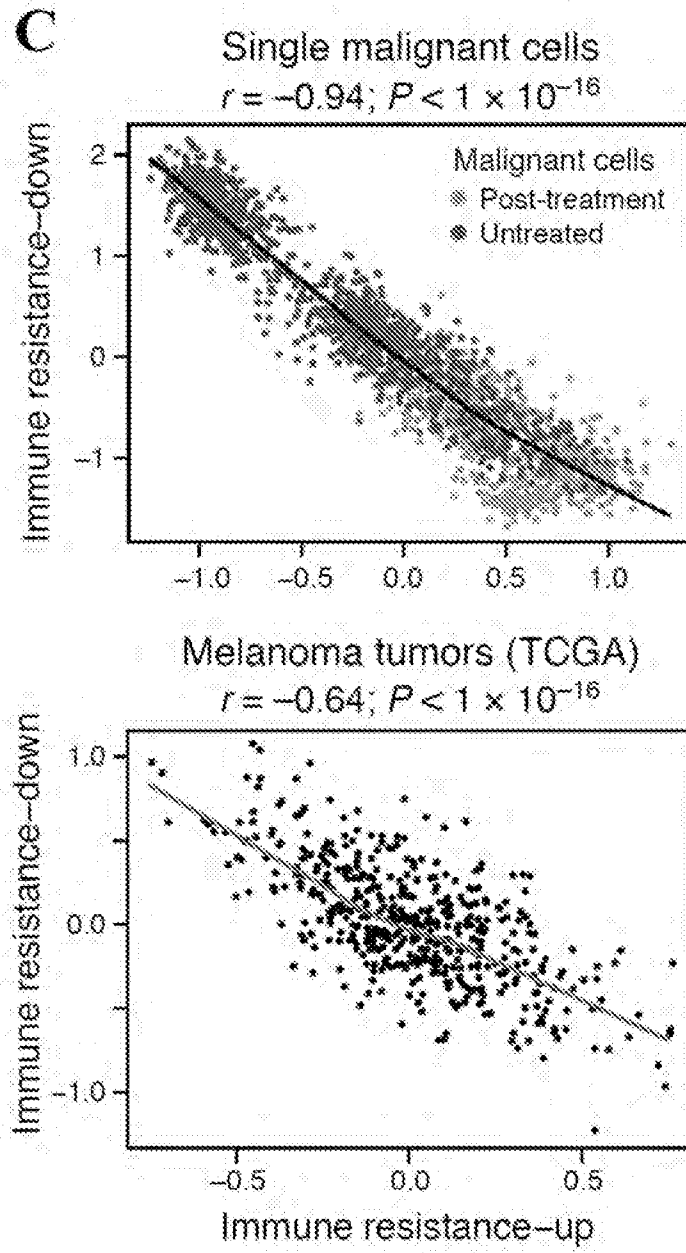 C
Single malignant cells
r = −0.94; P < 1 × 10−16
Immune resistance–down
2
1
0
−1
Malignant cells
Post-treatment
Untreated
−1.0 −0.5 0.0 0.5 1.0
Melanoma tumors (TCGA)
r = −0.64; P < 1 × 10−16
Immune resistance–down
1.0
0.0
−1.0
−0.5 0.0 0.5
Immune resistance–up